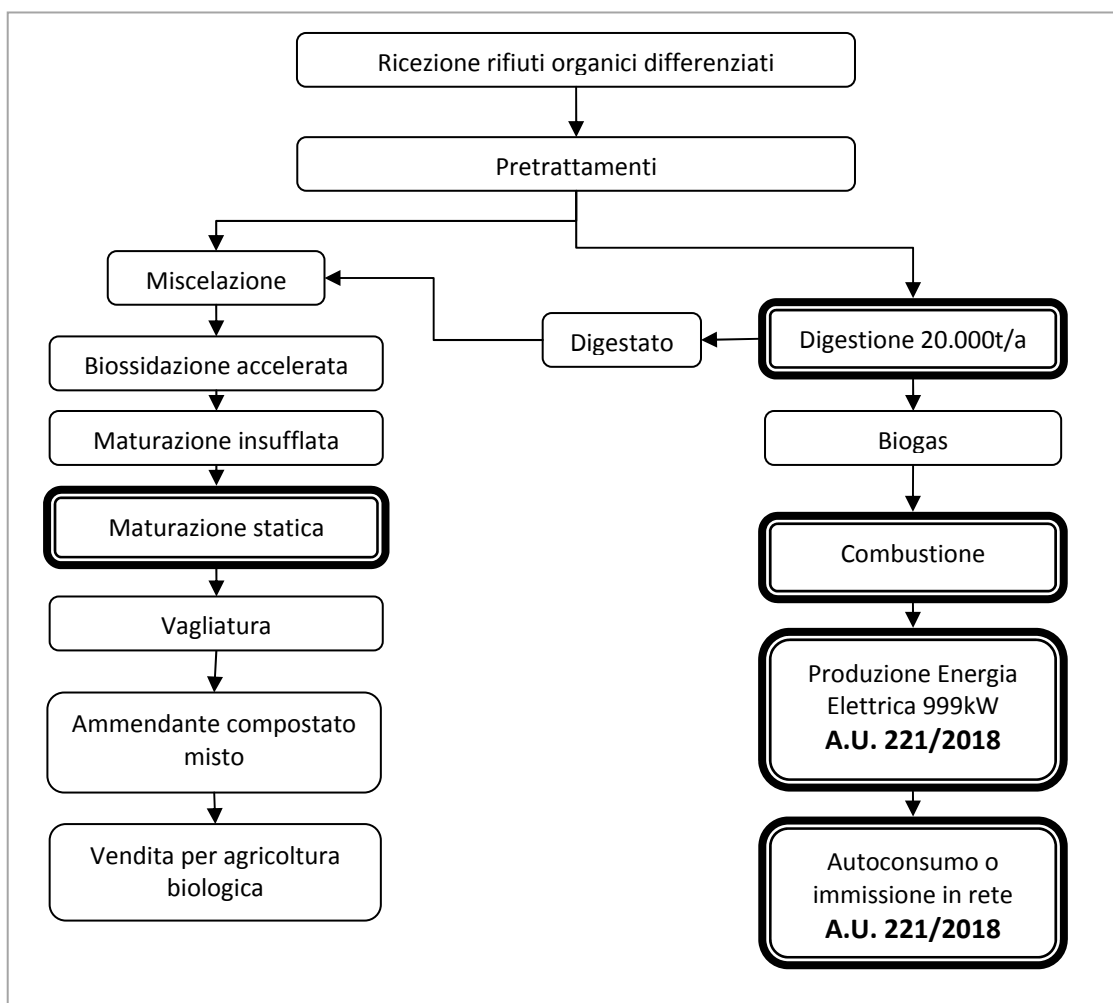 Ricezione rifiuti organici differenziati
Pretrattamenti
Miscelazione
Digestato
Digestione 20.000t/a
Biossidazione accelerata
Maturazione insufflata
Biogas
Maturazione statica
Combustione
Vagliatura
Produzione Energia
Elettrica 999kW
A.U. 221/2018
Ammendante compostato
misto
Vendita per agricoltura
biologica
Autoconsumo o
immissione in rete
A.U. 221/2018